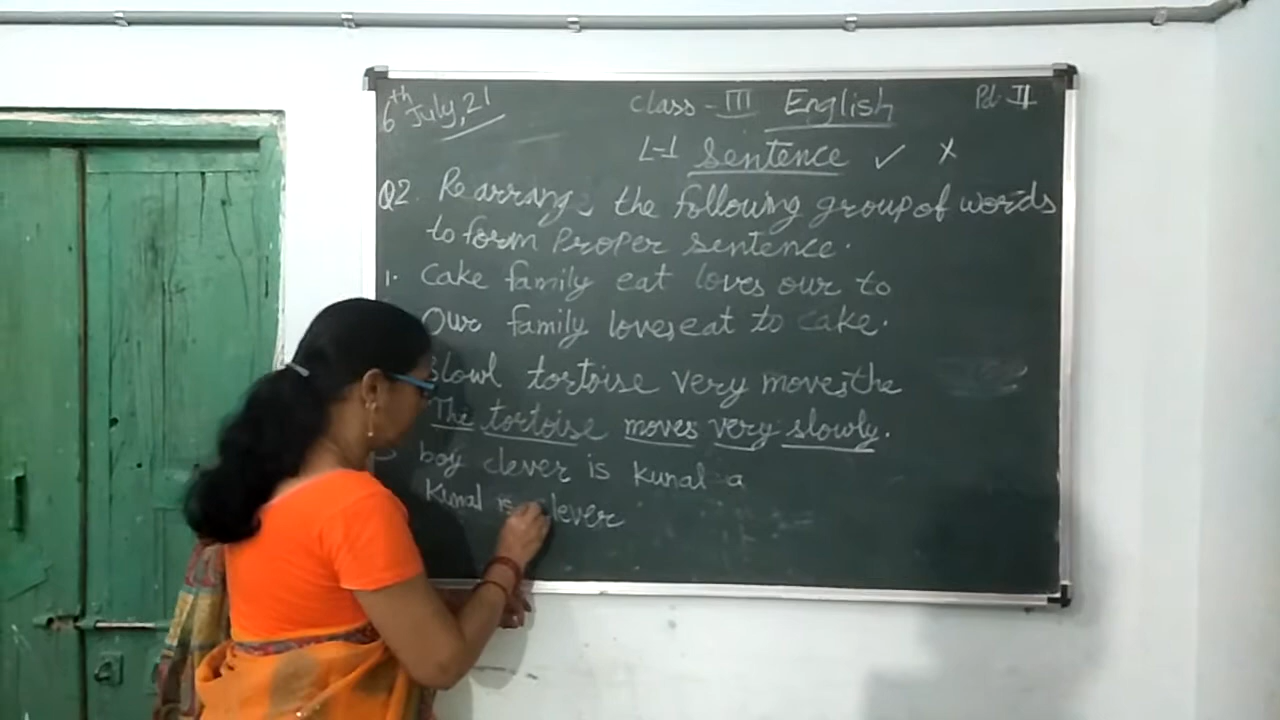 6th July, 21
Class - III English
Pd - II
L-1 Sentence ✓ ×
Q2. Rearrange the following group of words
to form Proper sentence.
1. Cake family eat loves our to
Our family loves eat to cake.
Slowl tortoise very moves the
The tortoise moves very slowly.
boy clever is Kunal a
Kunal is clever